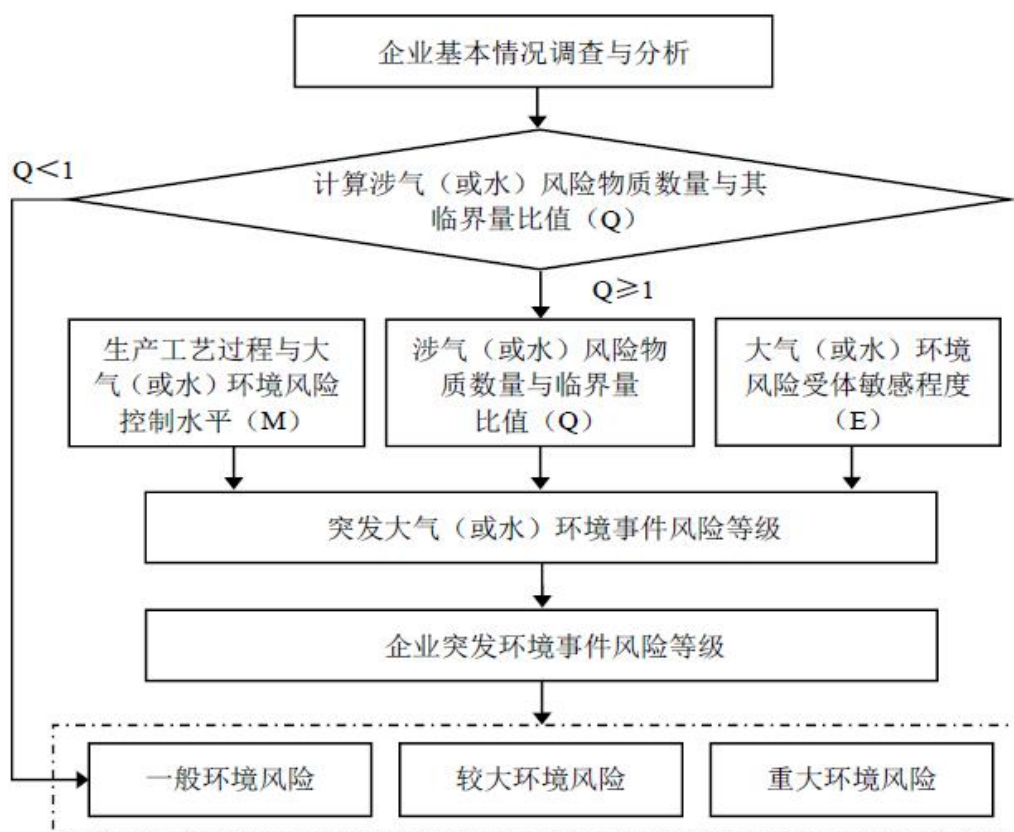 企业基本情况调查与分析
Q＜1
计算涉气（或水）风险物质数量与其
临界量比值（Q）
Q≥1
生产工艺过程与大
气（或水）环境风险
控制水平（M）
涉气（或水）风险物
质数量与临界量
比值（Q）
大气（或水）环境
风险受体敏感程度
（E）
突发大气（或水）环境事件风险等级
企业突发环境事件风险等级
一般环境风险
较大环境风险
重大环境风险